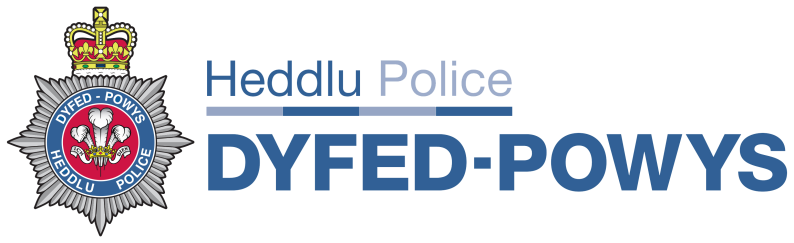 DYFED - POWYS
HEDDLU POLICE
Heddlu Police
DYFED-POWYS